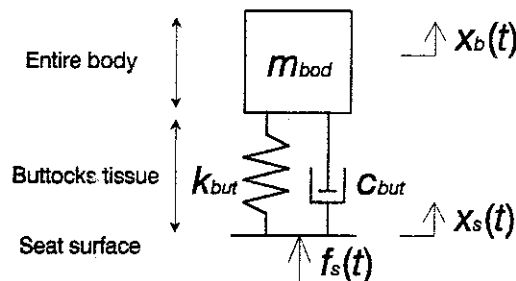 Entire body
m_bod
x_b(t)
Buttocks tissue
k_but
c_but
Seat surface
x_s(t)
f_s(t)